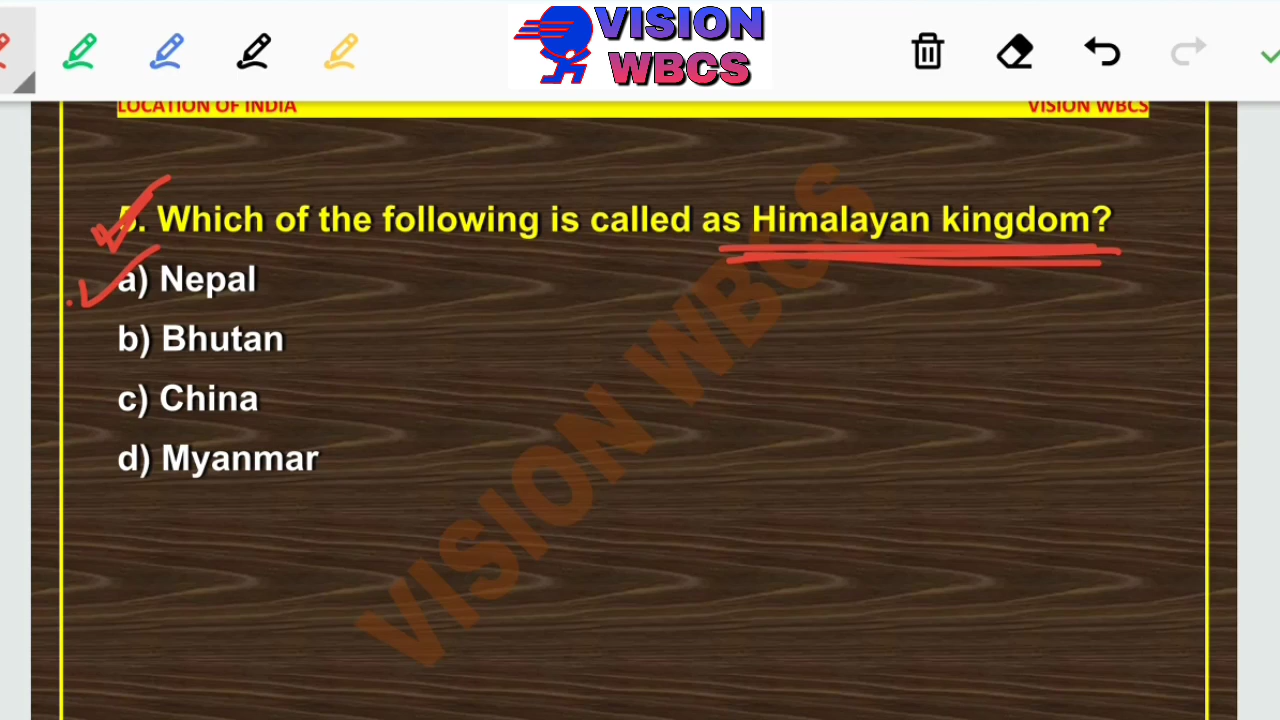 VISION
WBCS
LOCATION OF INDIA VISION WBCS
5. Which of the following is called as Himalayan kingdom?
a) Nepal
b) Bhutan
c) China
d) Myanmar
VISION WBCS